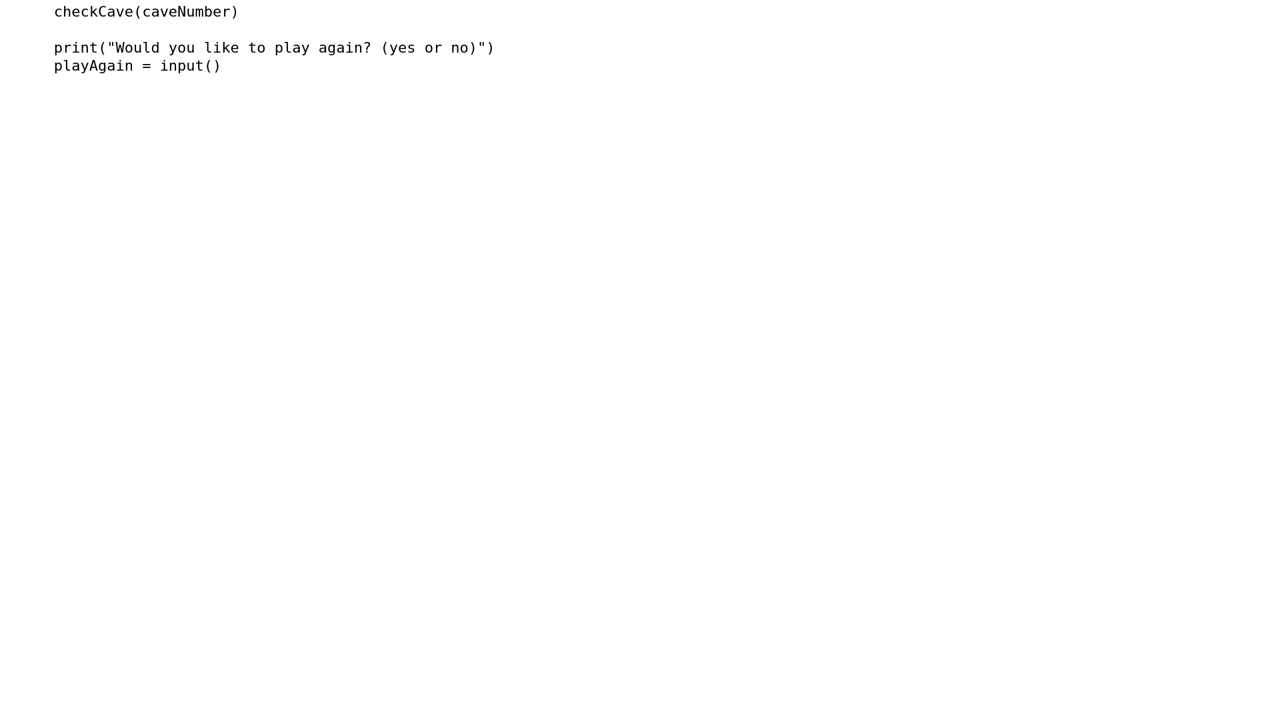 checkCave(caveNumber)
print("Would you like to play again? (yes or no)")
playAgain = input()